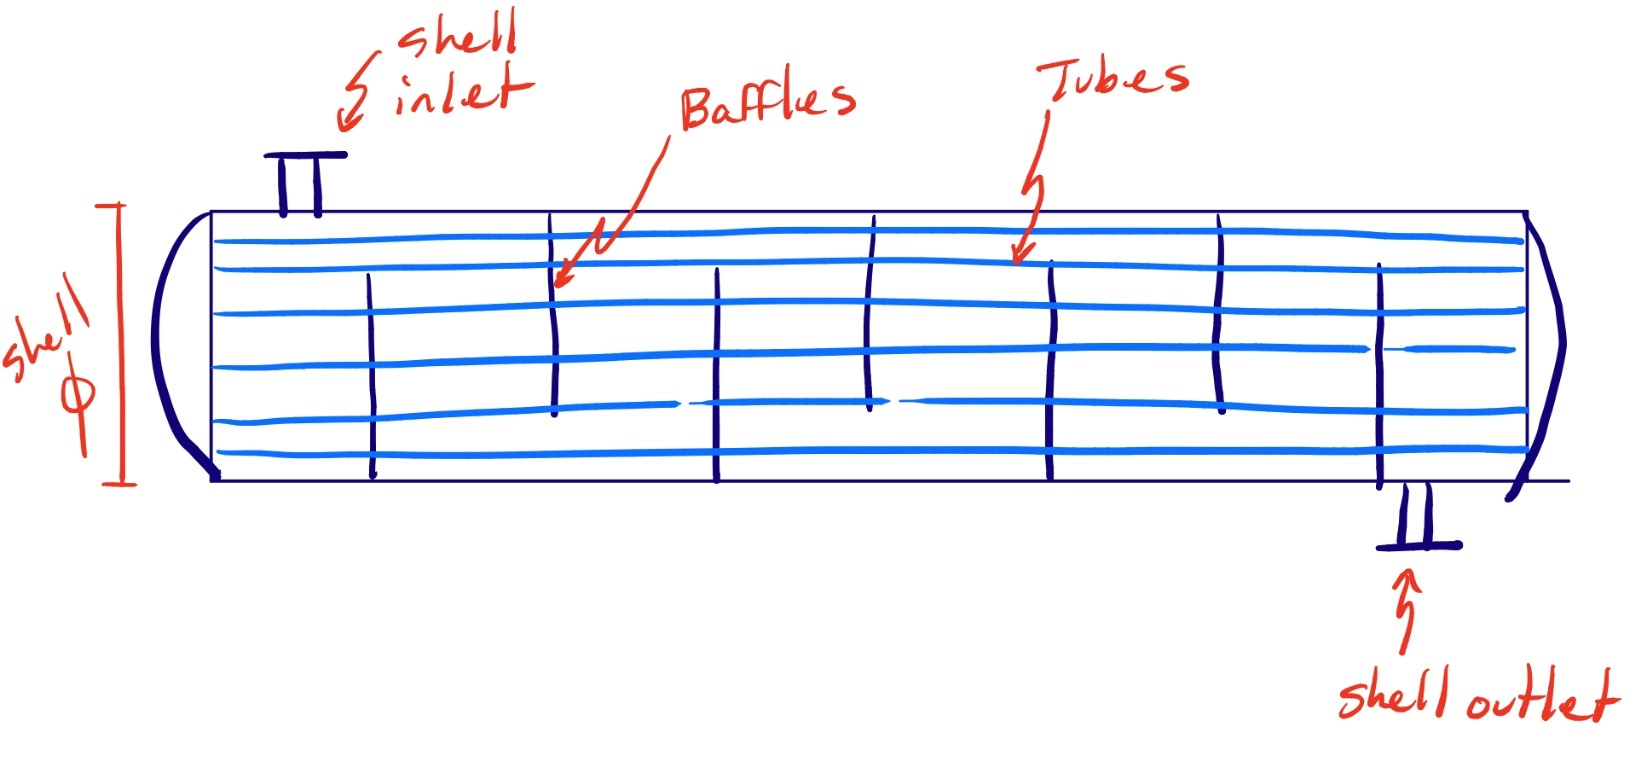 shell
inlet
Baffles
Tubes
shell
ϕ
shell outlet